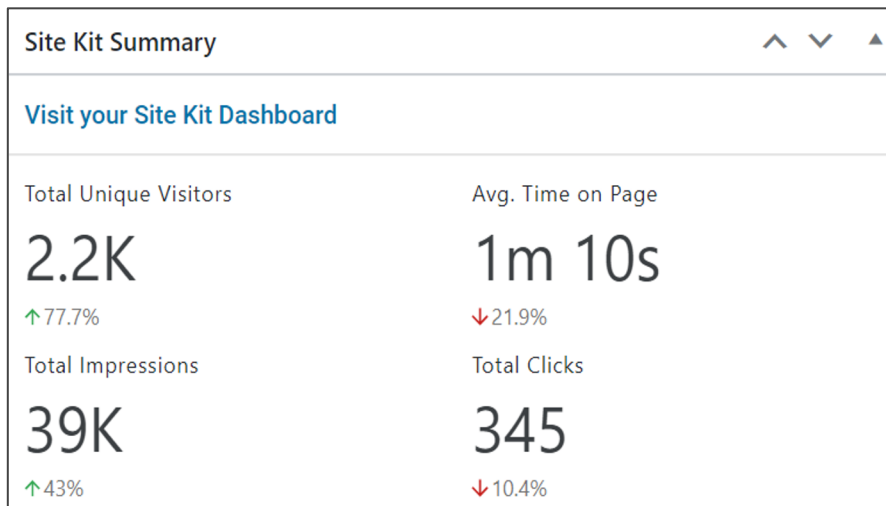 Site Kit Summary
Visit your Site Kit Dashboard
Total Unique Visitors
2.2K
↑77.7%
Avg. Time on Page
1m 10s
↓21.9%
Total Impressions
39K
↑43%
Total Clicks
345
↓10.4%